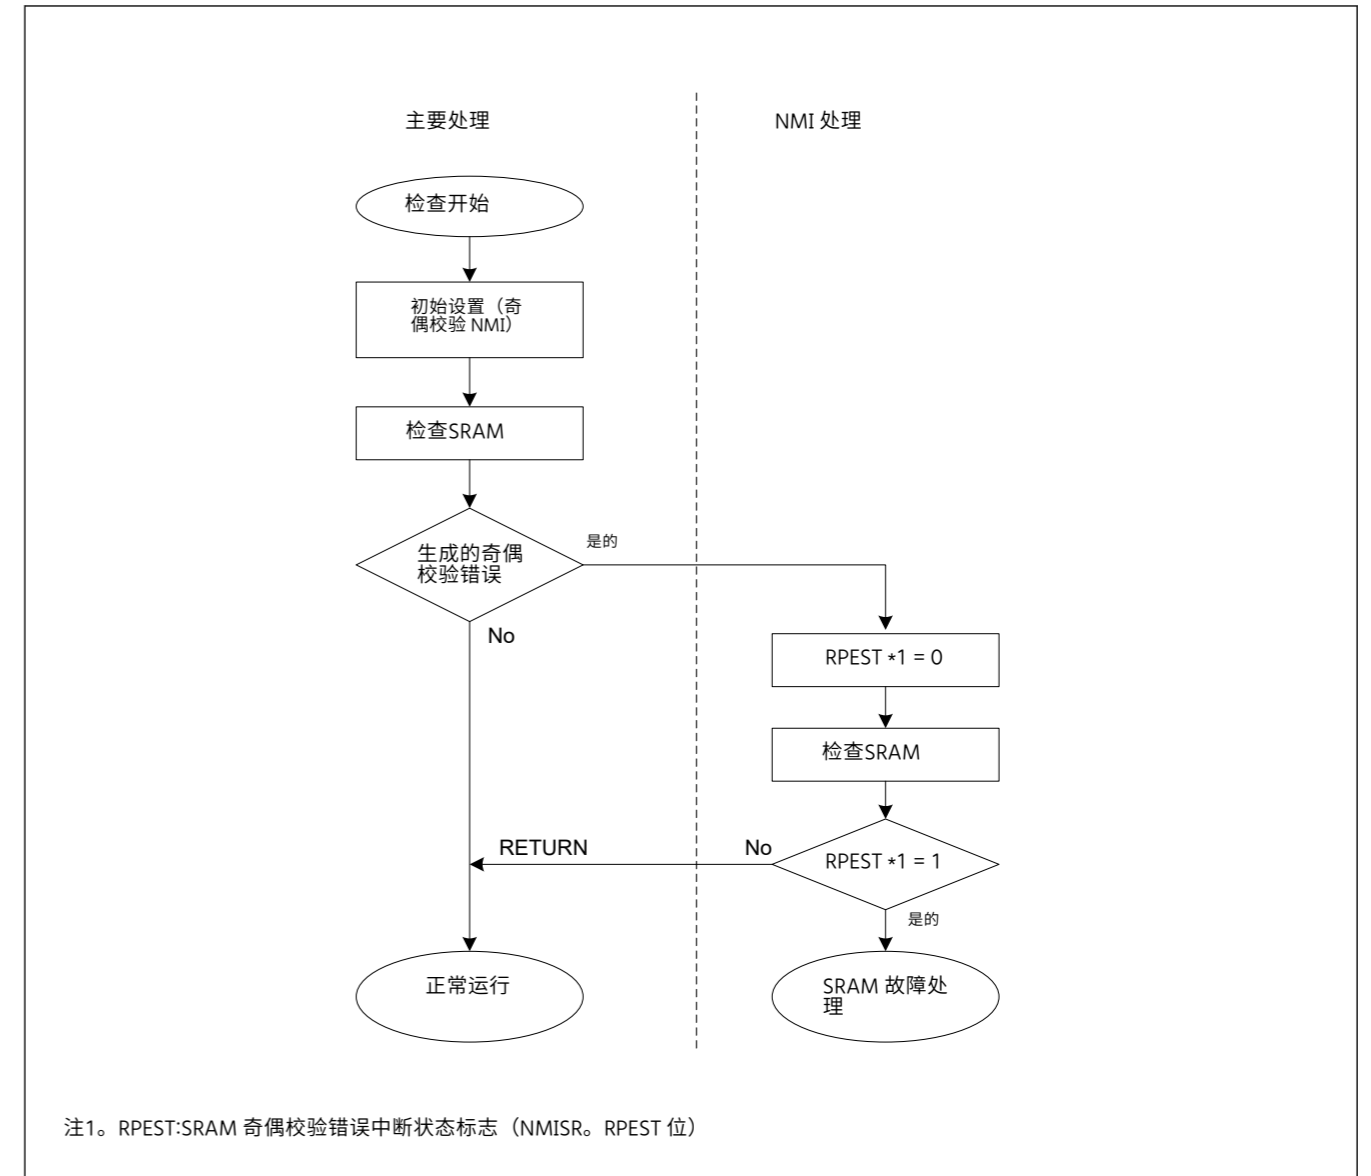 主要处理
NMI 处理
检查开始
初始设置（奇
偶校验 NMI）
检查SRAM
生成的奇偶
校验错误
是的
No
RPEST *1 = 0
检查SRAM
RPEST *1 = 1
No
RETURN
是的
正常运行
SRAM 故障处
理
注1。RPEST:SRAM 奇偶校验错误中断状态标志（NMISR。RPEST 位）